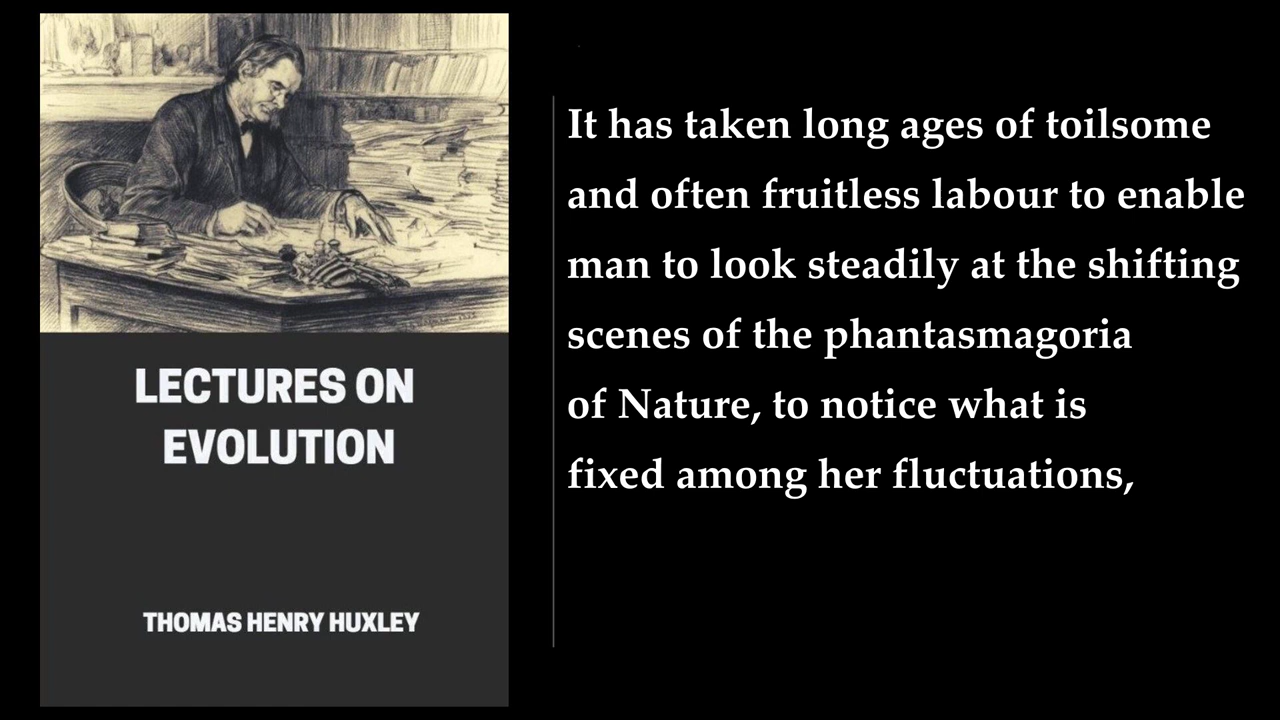 LECTURES ON
EVOLUTION
THOMAS HENRY HUXLEY
It has taken long ages of toilsome
and often fruitless labour to enable
man to look steadily at the shifting
scenes of the phantasmagoria
of Nature, to notice what is
fixed among her fluctuations,